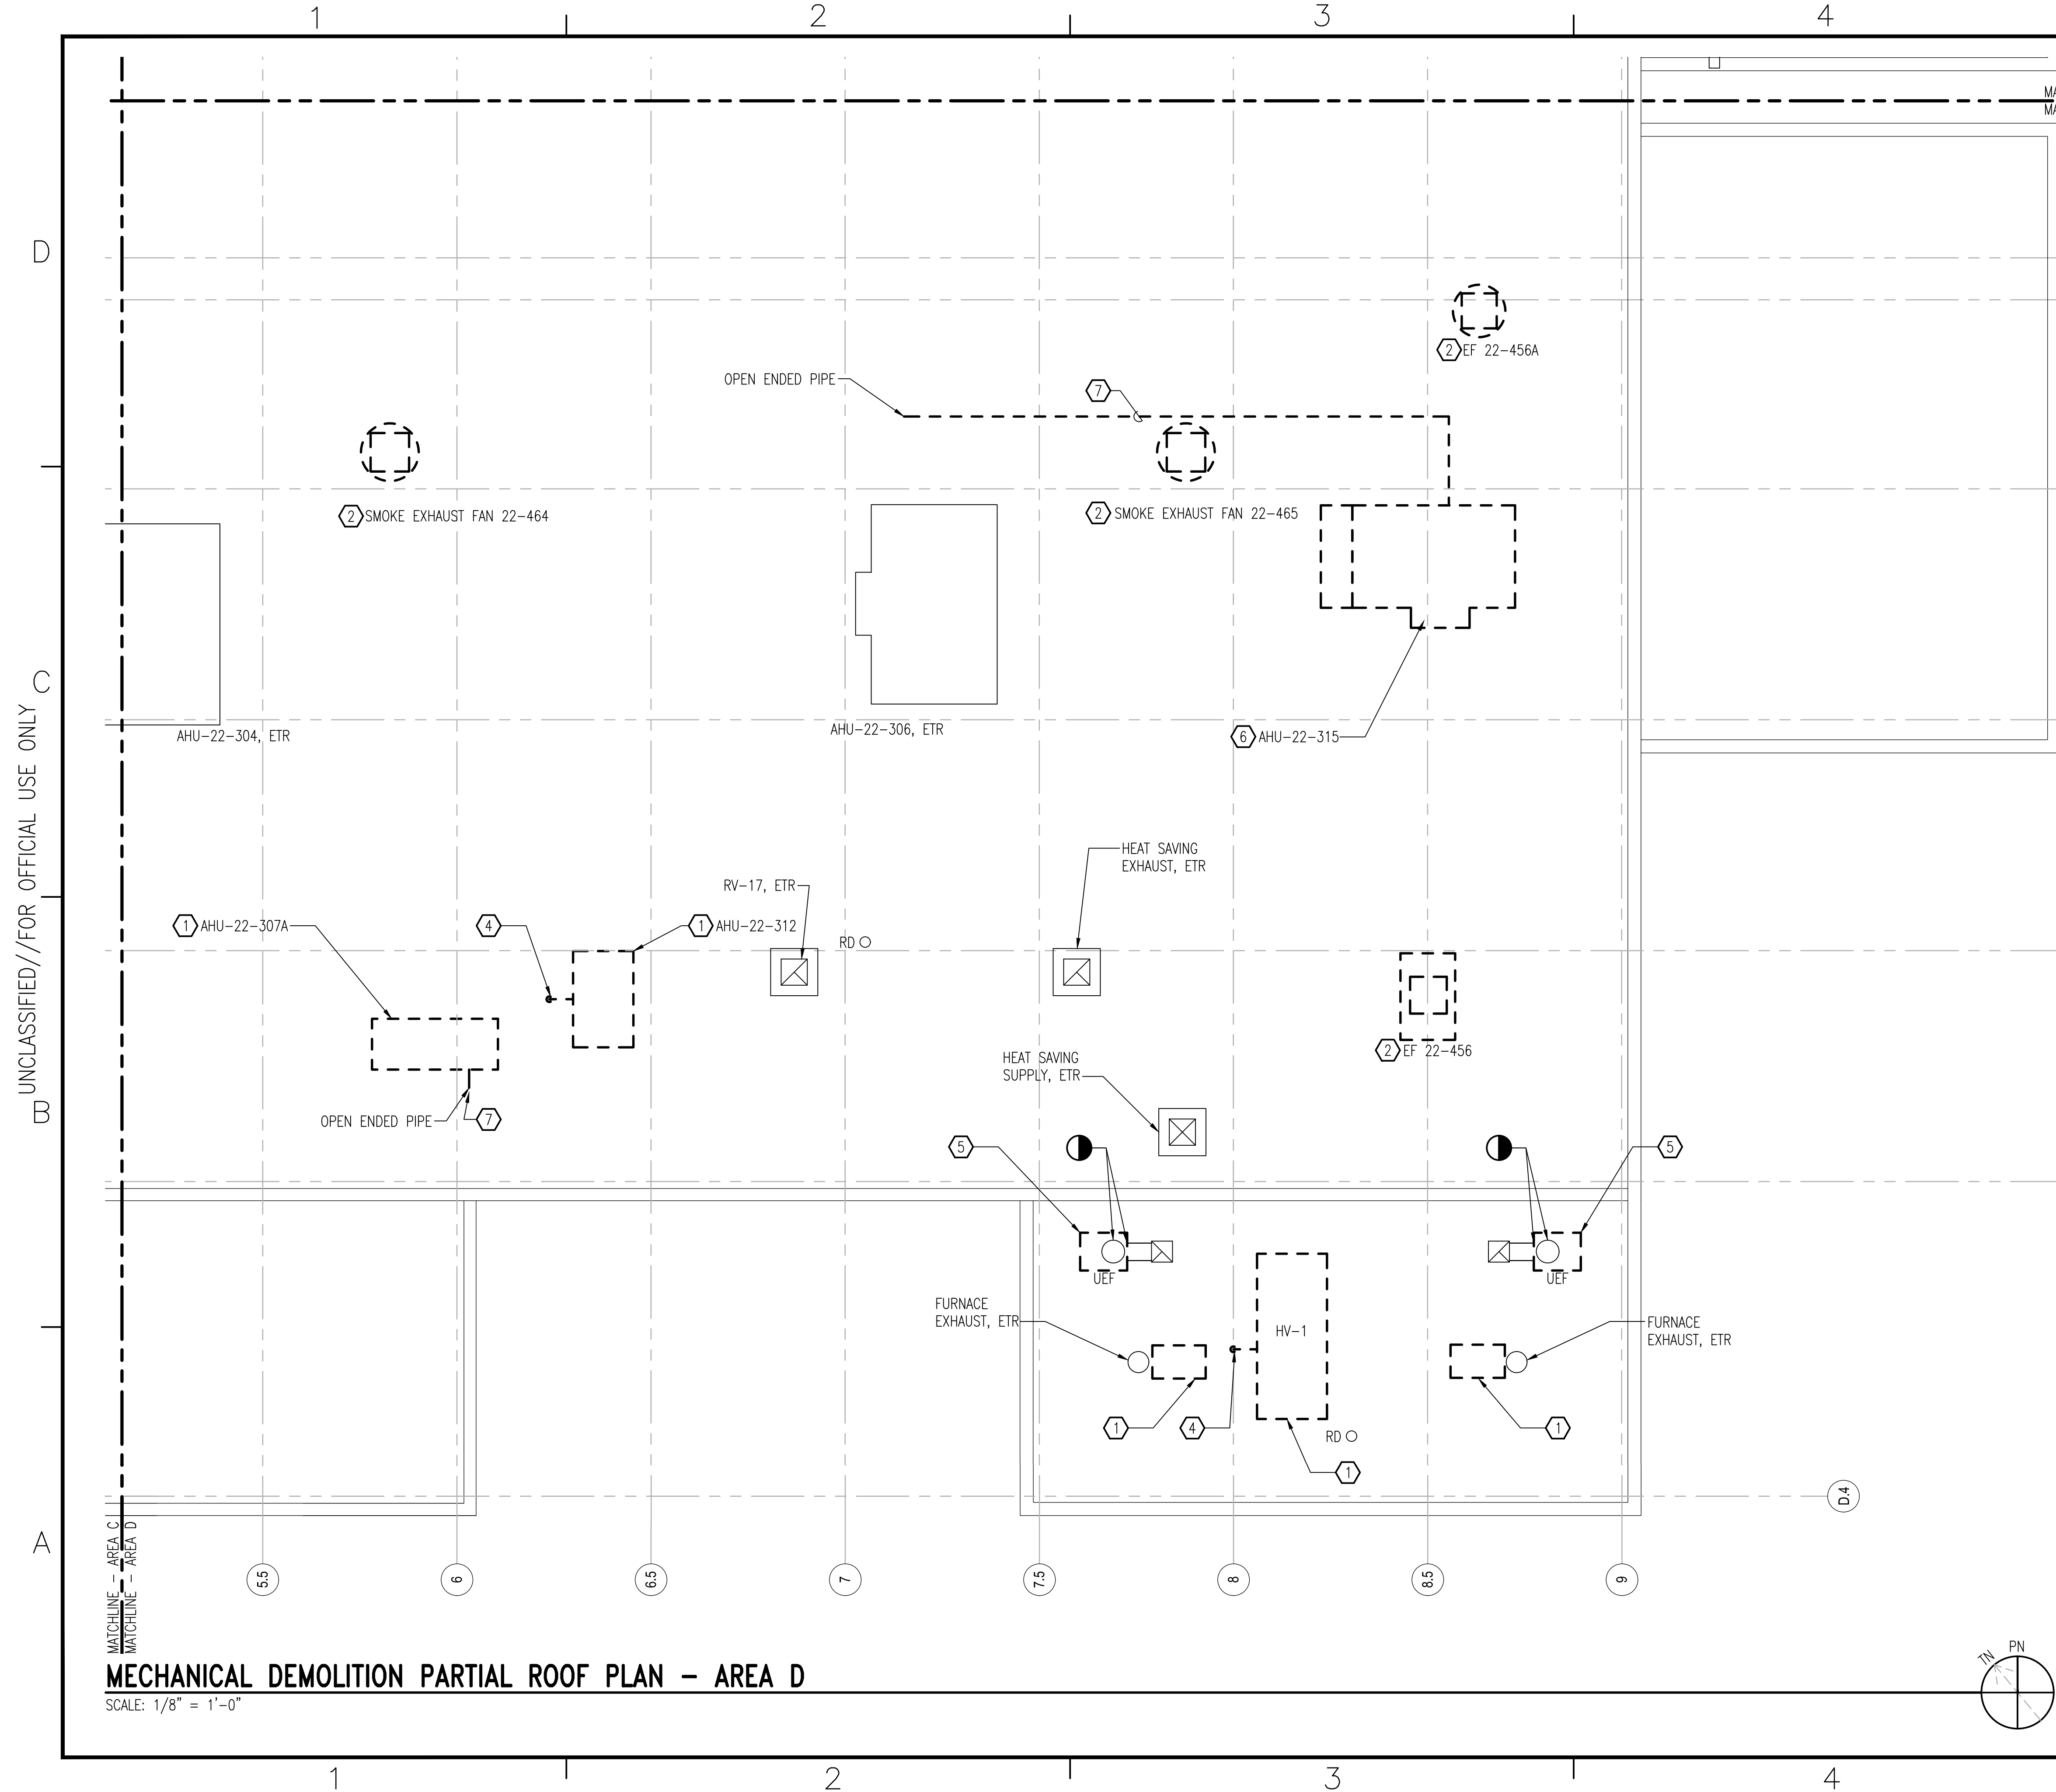 1
2
3
4
MA
MA
D
2
EF 22-456A
OPEN ENDED PIPE
7
2
SMOKE EXHAUST FAN 22-464
2
SMOKE EXHAUST FAN 22-465
C
AHU-22-304, ETR
AHU-22-306, ETR
6
AHU-22-315
UNCLASSIFIED//FOR OFFICIAL USE ONLY
HEAT SAVING
EXHAUST, ETR
RV-17, ETR
1
AHU-22-307A
4
1
AHU-22-312
RD
2
EF 22-456
HEAT SAVING
SUPPLY, ETR
B
OPEN ENDED PIPE
7
5
5
UEF
UEF
FURNACE
EXHAUST, ETR
HV-1
FURNACE
EXHAUST, ETR
1
4
1
RD
1
D.4
A
MATCHLINE - AREA C
MATCHLINE - AREA D
5.5
6
6.5
7
7.5
8
8.5
9
TN
PN
MECHANICAL DEMOLITION PARTIAL ROOF PLAN - AREA D
SCALE: 1/8" = 1'-0"
1
2
3
4